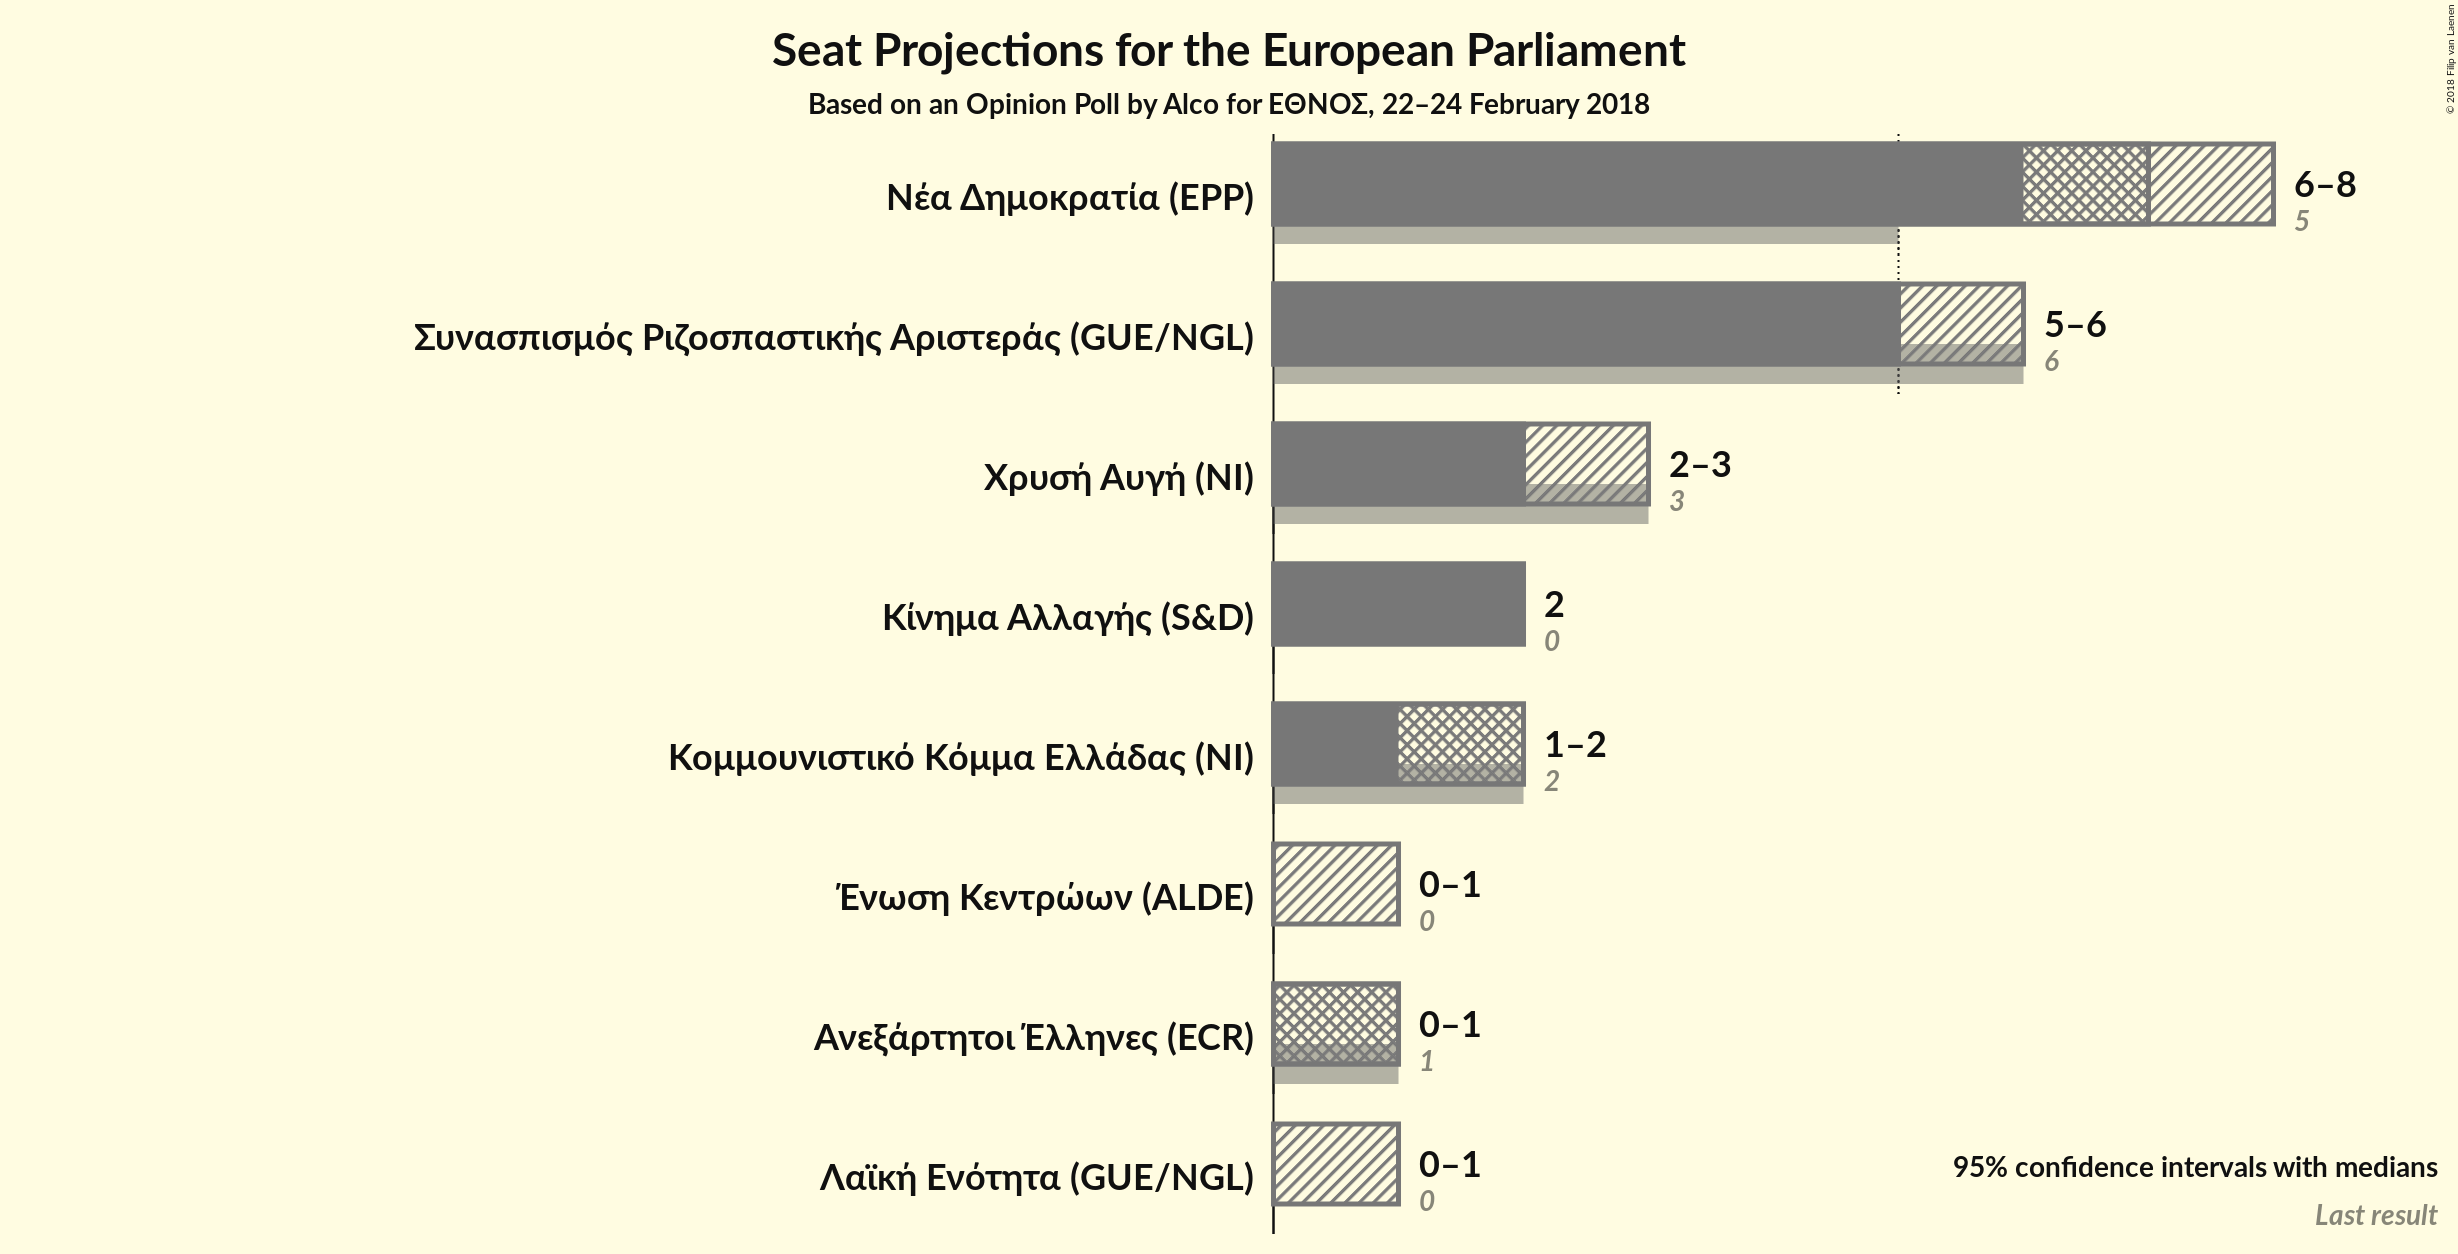 Seat Projections for the European Parliament
Based on an Opinion Poll by Alco for ΕΘΝΟΣ, 22–24 February 2018
© 2018 Filip van Laenen
Νέα Δημοκρατία (EPP)
6–8
5
Συνασπισμός Ριζοσπαστικής Αριστεράς (GUE/NGL)
5–6
6
Χρυσή Αυγή (NI)
2–3
3
Κίνημα Αλλαγής (S&D)
2
0
Κομμουνιστικό Κόμμα Ελλάδας (NI)
1–2
2
Ένωση Κεντρώων (ALDE)
0–1
0
Ανεξάρτητοι Έλληνες (ECR)
0–1
1
Λαϊκή Ενότητα (GUE/NGL)
0–1
0
95% confidence intervals with medians
Last result